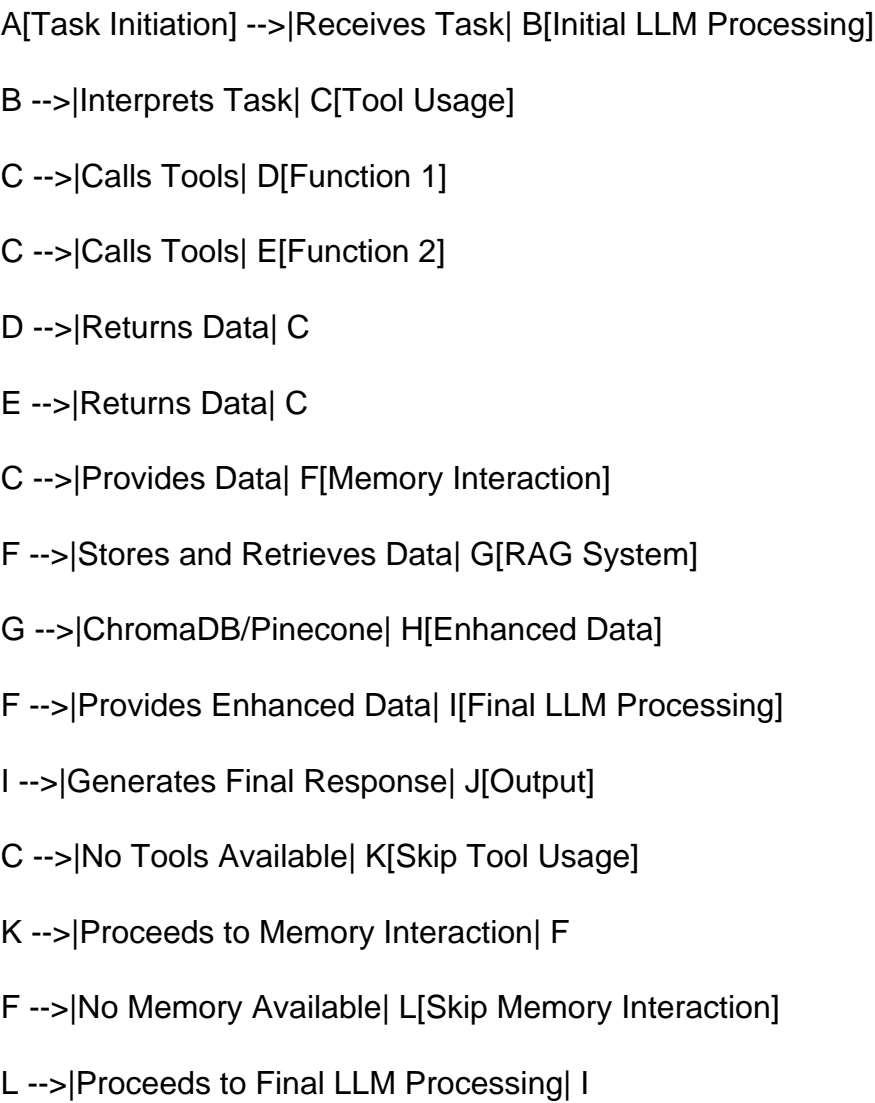 A[Task Initiation] -->|Receives Task| B[Initial LLM Processing]
B -->|Interprets Task| C[Tool Usage]
C -->|Calls Tools| D[Function 1]
C -->|Calls Tools| E[Function 2]
D -->|Returns Data| C
E -->|Returns Data| C
C -->|Provides Data| F[Memory Interaction]
F -->|Stores and Retrieves Data| G[RAG System]
G -->|ChromaDB/Pinecone| H[Enhanced Data]
F -->|Provides Enhanced Data| I[Final LLM Processing]
I -->|Generates Final Response| J[Output]
C -->|No Tools Available| K[Skip Tool Usage]
K -->|Proceeds to Memory Interaction| F
F -->|No Memory Available| L[Skip Memory Interaction]
L -->|Proceeds to Final LLM Processing| I